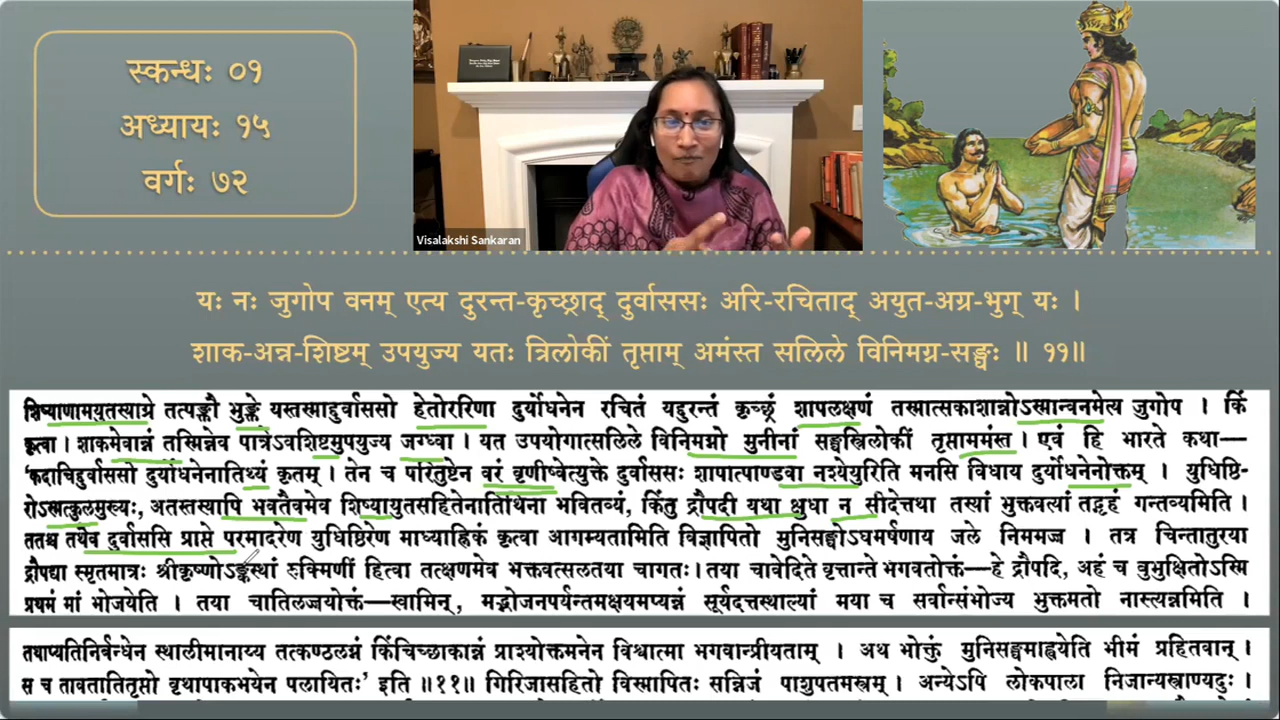 स्कन्धः ०१
अध्यायः १५
वर्गः ७२
Visalakshi Sankaran
यः नः जुगोप वनम् एत्य दुरन्त-कृच्छ्राद् दुर्वाससः अरि-रचिताद् अयुत-अग्र-भुग् यः ।
शाक-अन्न-शिष्टम् उपयुज्य यतः त्रिलोकीं तृप्ताम् अमंस्त सलिले विनिमग्न-सङ्घः ॥ ११॥
शिष्याणामयुतस्याग्रे तत्पङ्क्तौ भुङ्क्ते यस्तस्माद्दुर्वाससो हेतोररिणा दुर्योधनेन रचितं यद्दुरन्तं कृच्छ्रं शापलक्षणं तस्मात्सकाशान्नोऽस्मान्वनमेत्य जुगोप । किं
कृत्वा । शाकमेवान्नं तस्मिन्नेव पात्रेऽवशिष्टमुपयुज्य जग्ध्वा । यत उपयोगात्सलिले विनिमग्नो मुनीनां सङ्घस्त्रिलोकीं तृप्ताममंस्त । एवं हि भारते कथा—
‘कदाचिद्दुर्वाससो दुर्योधनेनातिथ्यं कृतम् । तेन च परितुष्टेन वरं वृणीष्वेत्युक्ते दुर्वाससः शापात्पाण्डवा नश्येयुरिति मनसि विधाय दुर्योधनेनोक्तम् । युधिष्ठि-
रोऽस्मत्कुलमुख्यः, अतस्तस्यापि भवतैवमेव शिष्यायुतसहितेनातिथिना भवितव्यं, किंतु द्रौपदी यथा क्षुधा न सीदेत्तथा तस्यां भुक्तवत्यां तद्गृहं गन्तव्यमिति ।
ततश्च तथैव दुर्वाससि प्राप्ते परमादरेण युधिष्ठिरेण माध्याह्निकं कृत्वा आगम्यतामिति विज्ञापितो मुनिसङ्घोऽघमर्षणाय जले निममज्ज । तत्र चिन्तातुरया
द्रौपद्या स्मृतमात्रः श्रीकृष्णोऽङ्कस्थां रुक्मिणीं हित्वा तत्क्षणमेव भक्तवत्सलतया चागतः। तया चावेदिते वृत्तान्ते भगवतोक्तं—हे द्रौपदि, अहं च बुभुक्षितोऽस्मि
प्रथमं मां भोजयेति । तया चातिलज्जयोक्तं—स्वामिन्, मद्भोजनपर्यन्तमक्षयमप्यन्नं सूर्यदत्तस्थाल्यां मया च सर्वान्संभोज्य भुक्तमतो नास्त्यन्नमिति ।
तथाप्यतिनिर्बन्धेन स्थालीमानाय्य तत्कण्ठलग्नं किंचिच्छाकान्नं प्राश्योक्तमनेन विश्वात्मा भगवान्प्रीयताम् । अथ भोक्तुं मुनिसङ्घमाह्वयेति भीमं प्रहितवान् ।
स च तावतातितृप्तो वृथापाकभयेन पलायितः’ इति ॥११॥ गिरिजासहितो विस्मापितः सन्निजं पाशुपतमस्त्रम् । अन्येऽपि लोकपाला निजान्यस्त्राण्यदुः ।